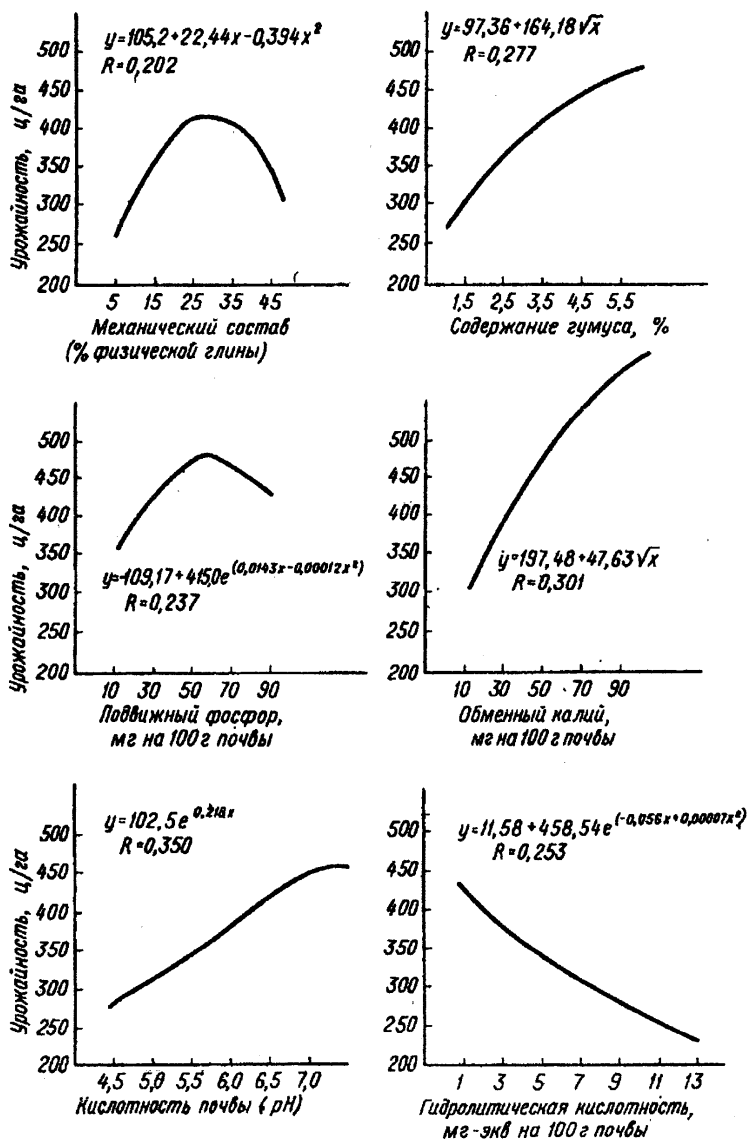 y=105,2+22,44x-0,394x²
R=0,202
Урожайность, ц/га
500
450
400
350
300
250
200
5 15 25 35 45
Механический состав
(% физической глины)
y=97,36+164,18√x
R=0,277
500
450
400
350
300
250
200
1,5 2,5 3,5 4,5 5,5
Содержание гумуса, %
Урожайность, ц/га
500
450
400
350
300
250
200
y=-109,17+415,0e^(0,0143x-0,00012x²)
R=0,237
10 30 50 70 90
Подвижный фосфор,
мг на 100 г почвы
500
450
400
350
300
250
200
y=197,48+47,63√x
R=0,301
10 30 50 70 90
Обменный калий,
мг на 100 г почвы
y=102,5e^0,218x
R=0,350
Урожайность, ц/га
500
450
400
350
300
250
200
4,5 5,0 5,5 6,0 6,5 7,0
Кислотность почвы (pH)
y=11,58+458,54e^(-0,056x+0,00007x²)
R=0,253
500
450
400
350
300
250
200
1 3 5 7 9 11 13
Гидролитическая кислотность,
мг-экв на 100 г почвы